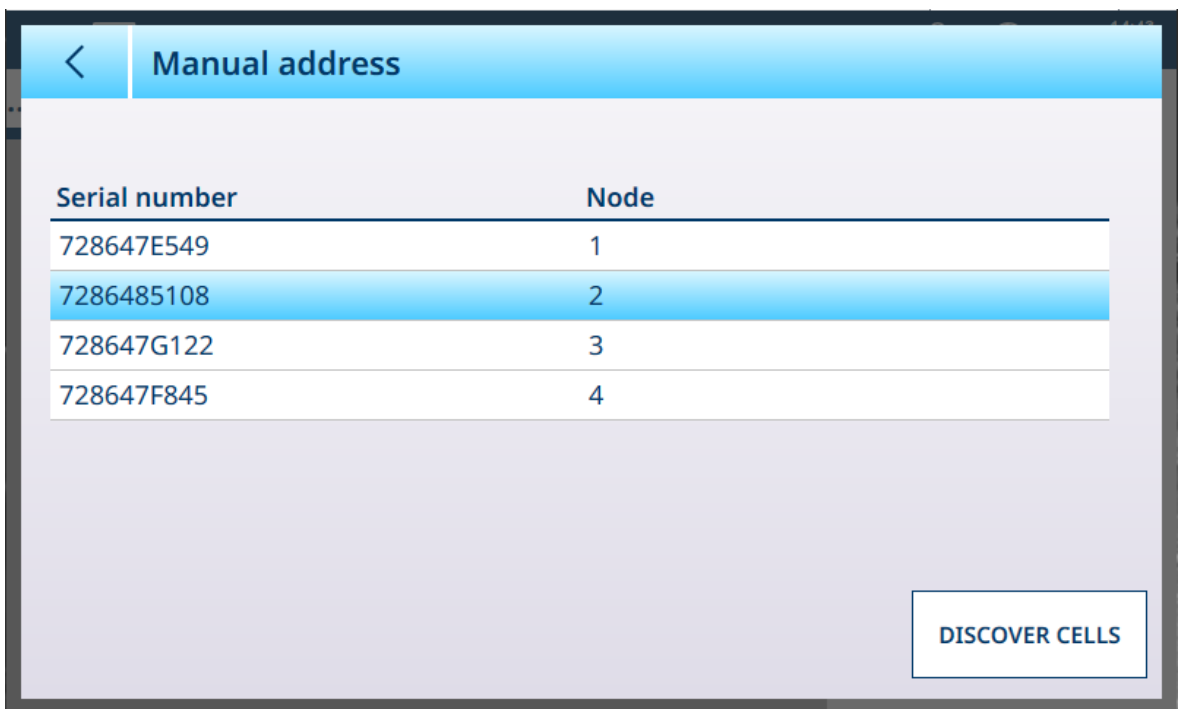 Manual address
Serial number Node
728647E549 1
7286485108 2
728647G122 3
728647F845 4
DISCOVER CELLS